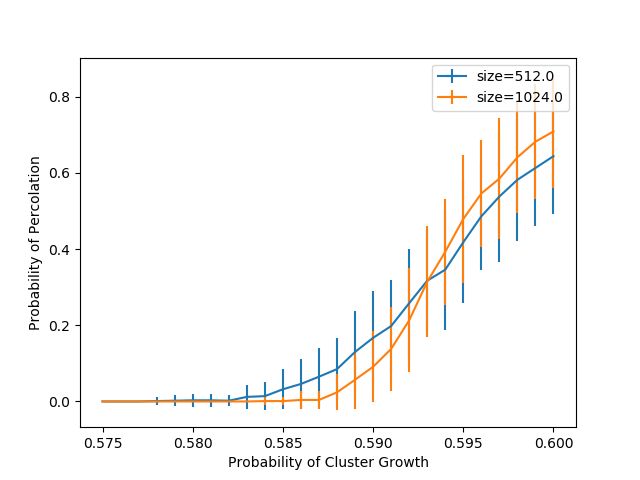 size=512.0
size=1024.0
Probability of Percolation
0.8
0.6
0.4
0.2
0.0
0.575
0.580
0.585
0.590
0.595
0.600
Probability of Cluster Growth